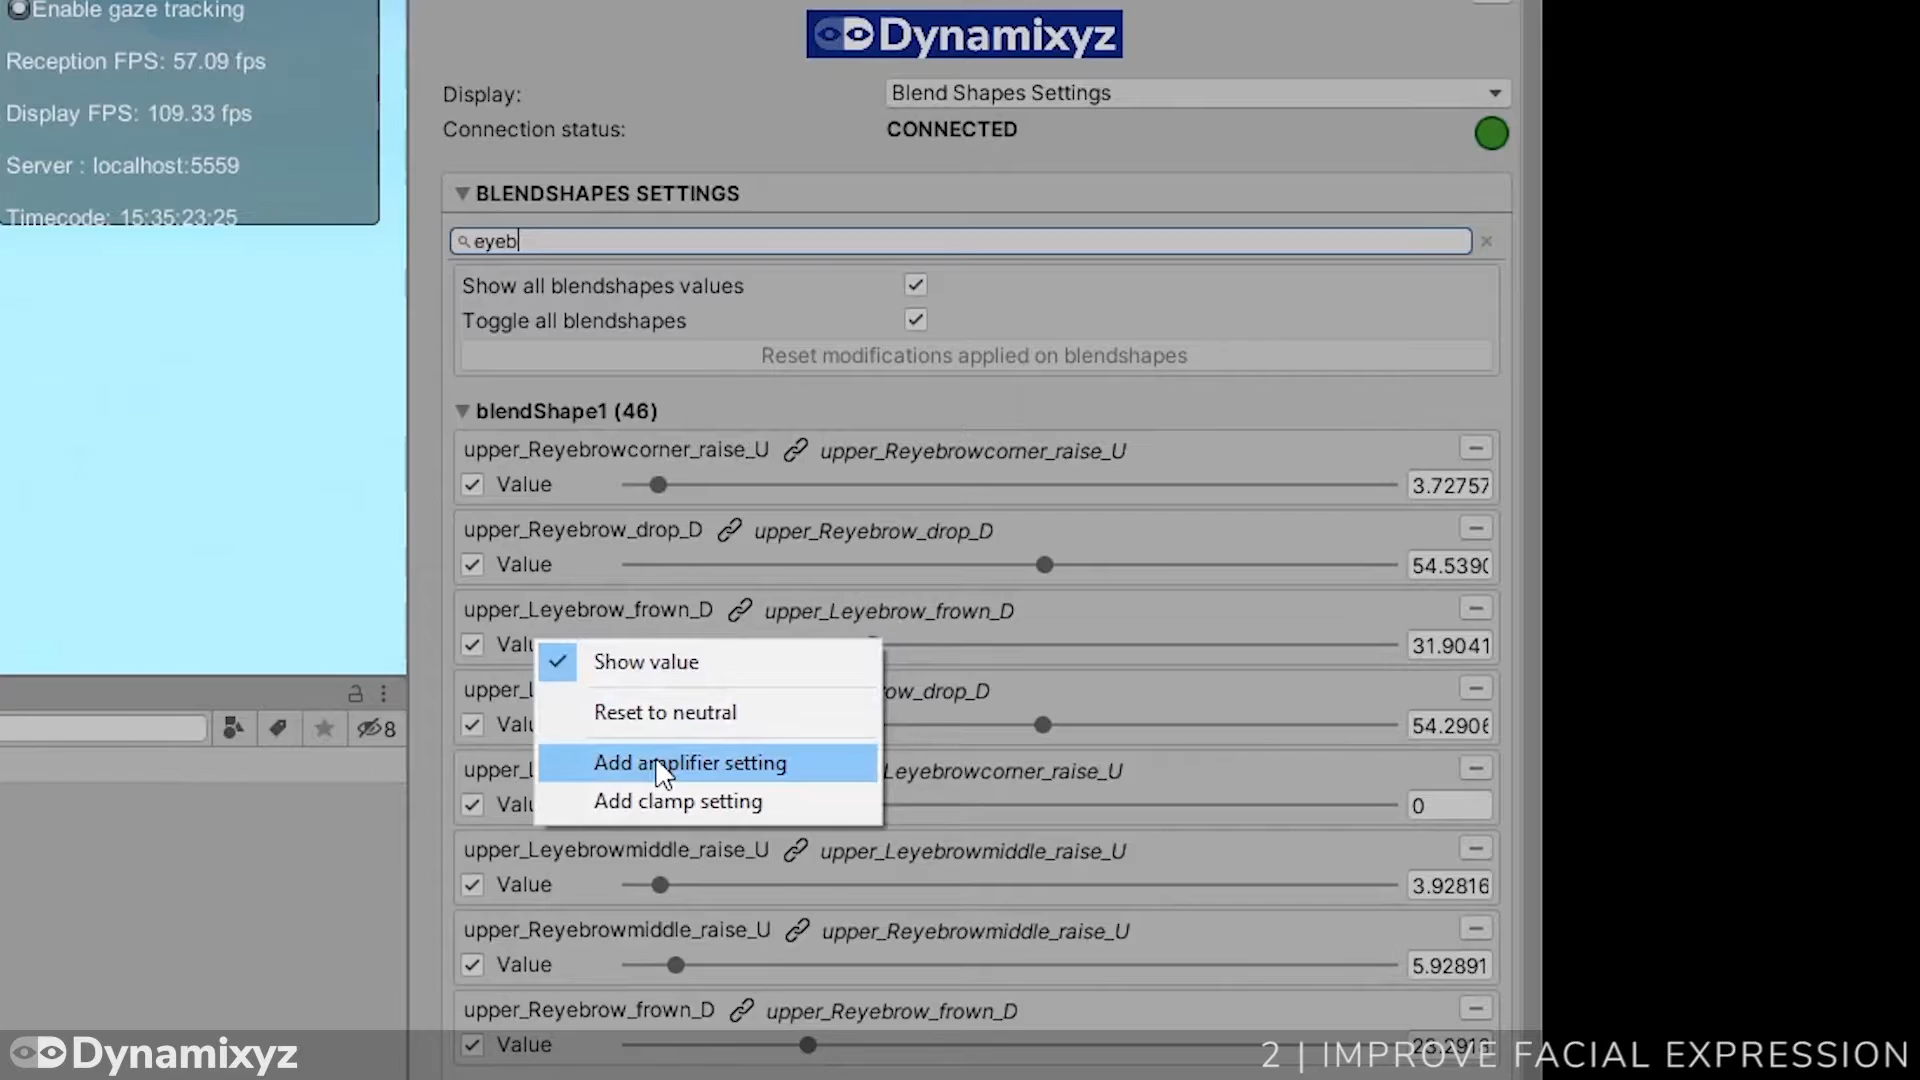 Enable gaze tracking
Reception FPS: 57.09 fps
Display FPS: 109.33 fps
Server : localhost:5559
Timecode: 15:35:23:25
8
Dynamixyz
Display:
Blend Shapes Settings
Connection status:
CONNECTED
BLENDSHAPES SETTINGS
eyeb
Show all blendshapes values
Toggle all blendshapes
Reset modifications applied on blendshapes
blendShape1 (46)
upper_Reyebrowcorner_raise_U upper_Reyebrowcorner_raise_U
Value 3.72757
upper_Reyebrow_drop_D upper_Reyebrow_drop_D
Value 54.539
upper_Leyebrow_frown_D upper_Leyebrow_frown_D
Valu 31.9041
upper_L ow_drop_D
Valu 54.2906
upper_L Leyebrowcorner_raise_U
Valu 0
Show value
Reset to neutral
Add amplifier setting
Add clamp setting
upper_Leyebrowmiddle_raise_U upper_Leyebrowmiddle_raise_U
Value 3.92816
upper_Reyebrowmiddle_raise_U upper_Reyebrowmiddle_raise_U
Value 5.92891
upper_Reyebrow_frown_D upper_Reyebrow_frown_D
Value
Dynamixyz
2 | IMPROVE FACIAL EXPRESSION